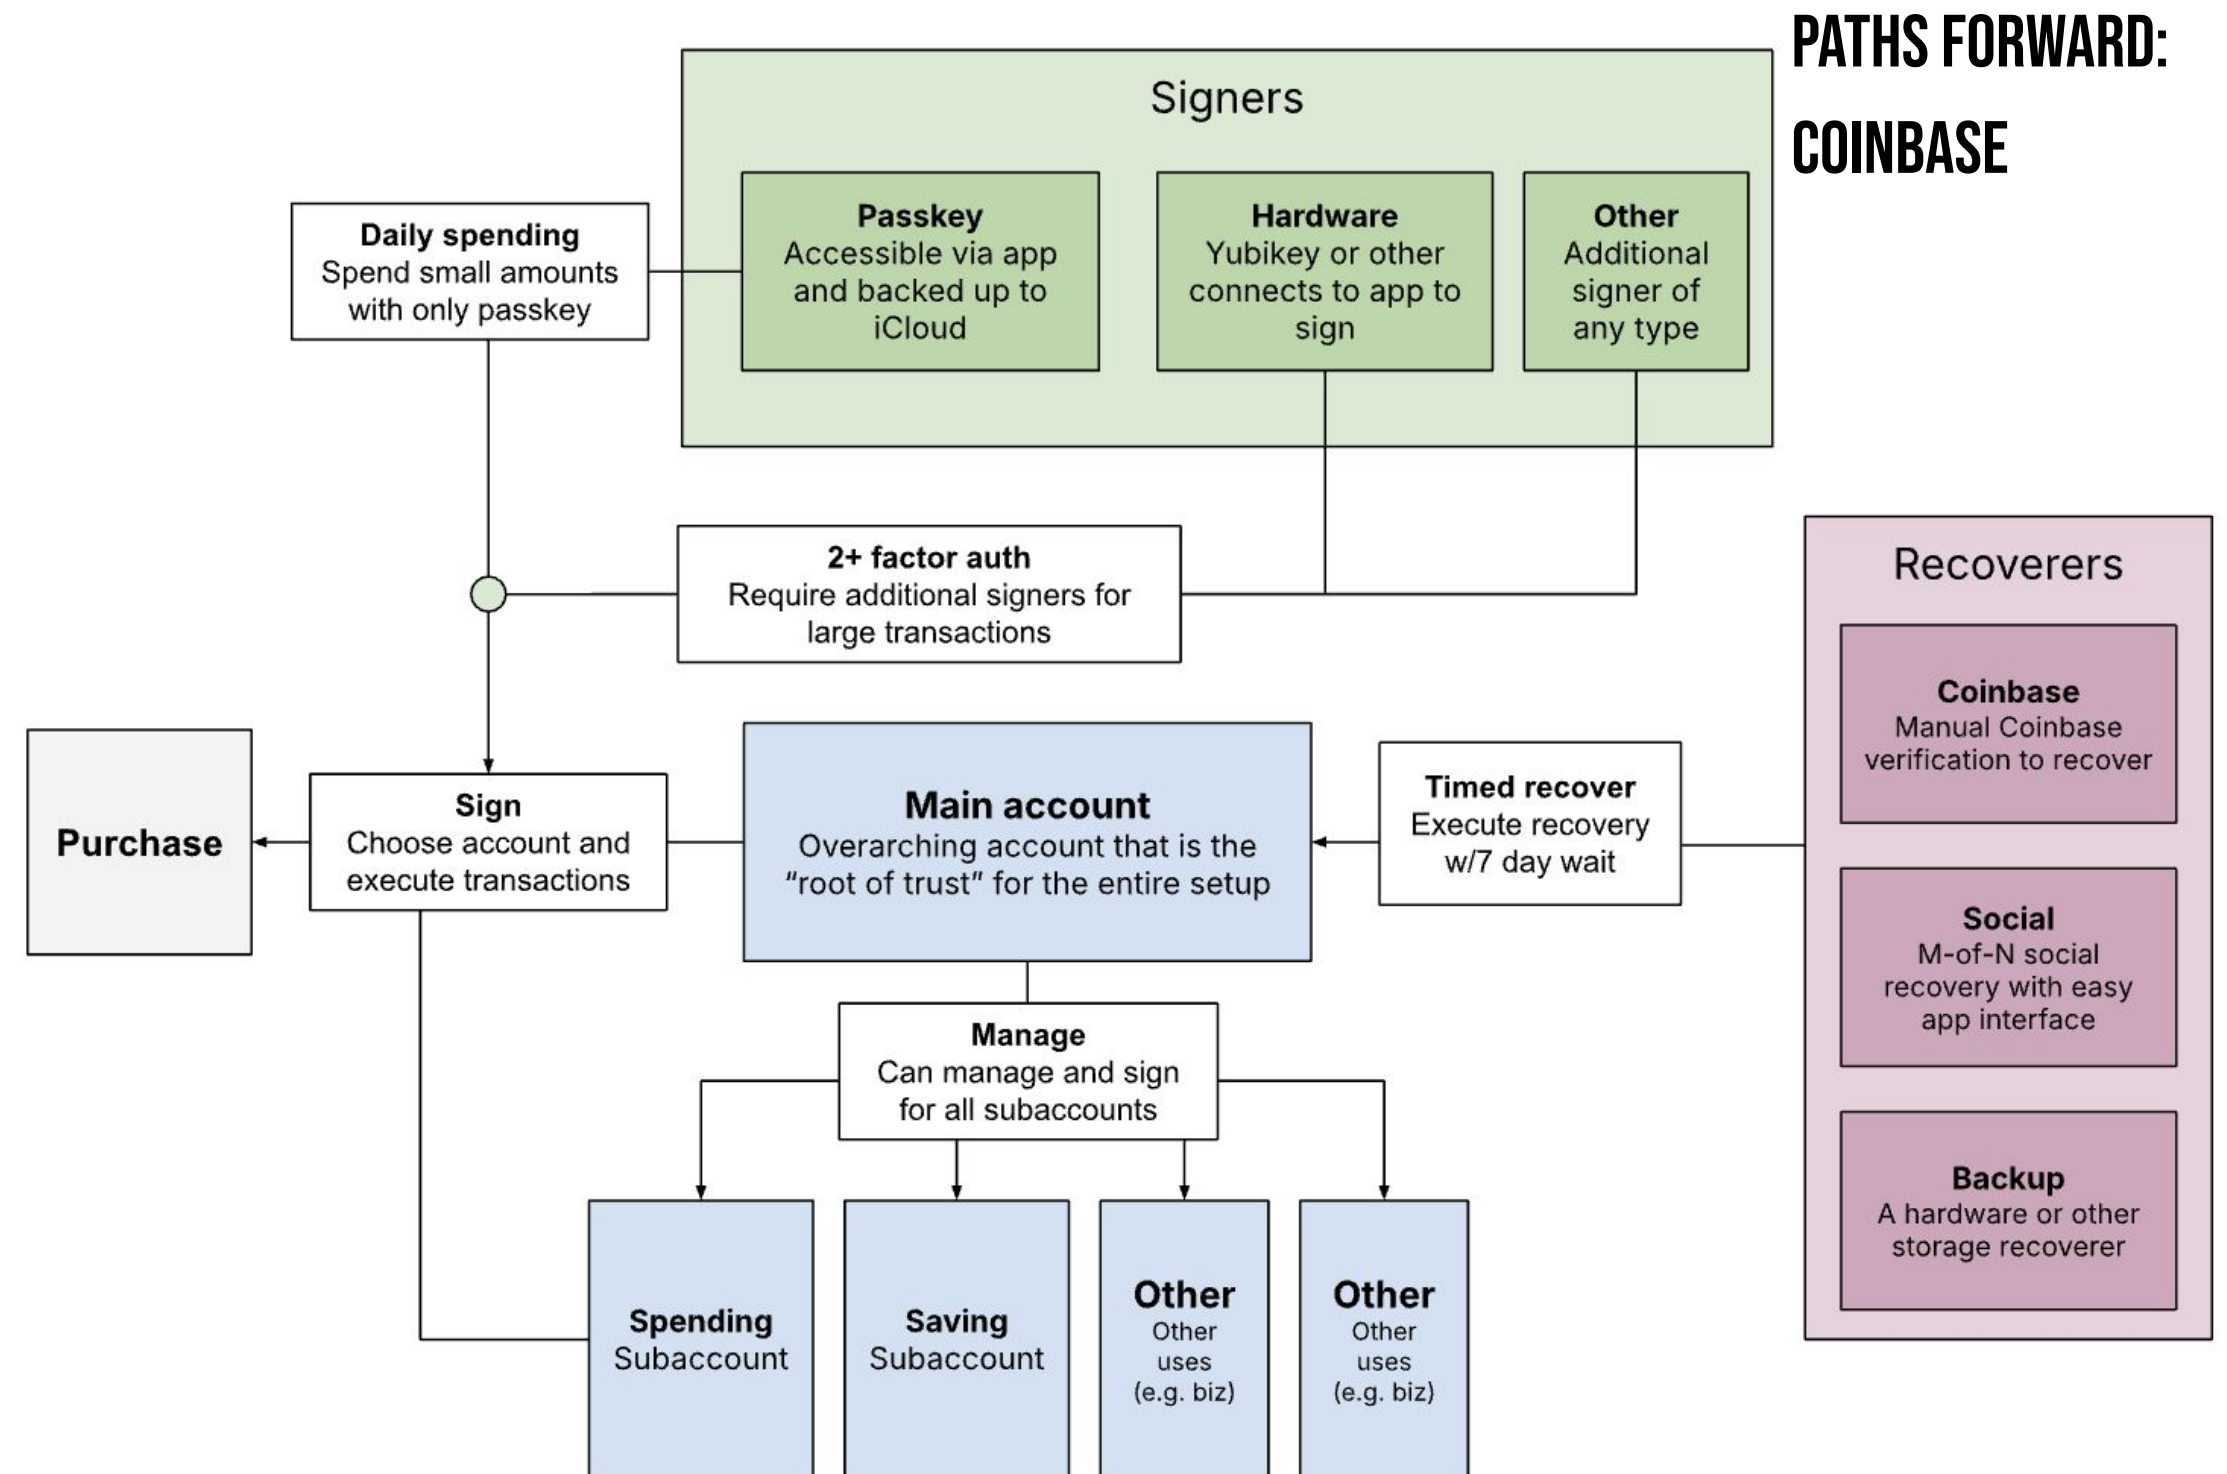 PATHS FORWARD:
COINBASE
Signers
Passkey
Accessible via app
and backed up to
iCloud
Hardware
Yubikey or other
connects to app to
sign
Other
Additional
signer of
any type
Daily spending
Spend small amounts
with only passkey
2+ factor auth
Require additional signers for
large transactions
Recoverers
Coinbase
Manual Coinbase
verification to recover
Social
M-of-N social
recovery with easy
app interface
Backup
A hardware or other
storage recoverer
Purchase
Sign
Choose account and
execute transactions
Main account
Overarching account that is the
“root of trust” for the entire setup
Timed recover
Execute recovery
w/7 day wait
Manage
Can manage and sign
for all subaccounts
Spending
Subaccount
Saving
Subaccount
Other
Other
uses
(e.g. biz)
Other
Other
uses
(e.g. biz)